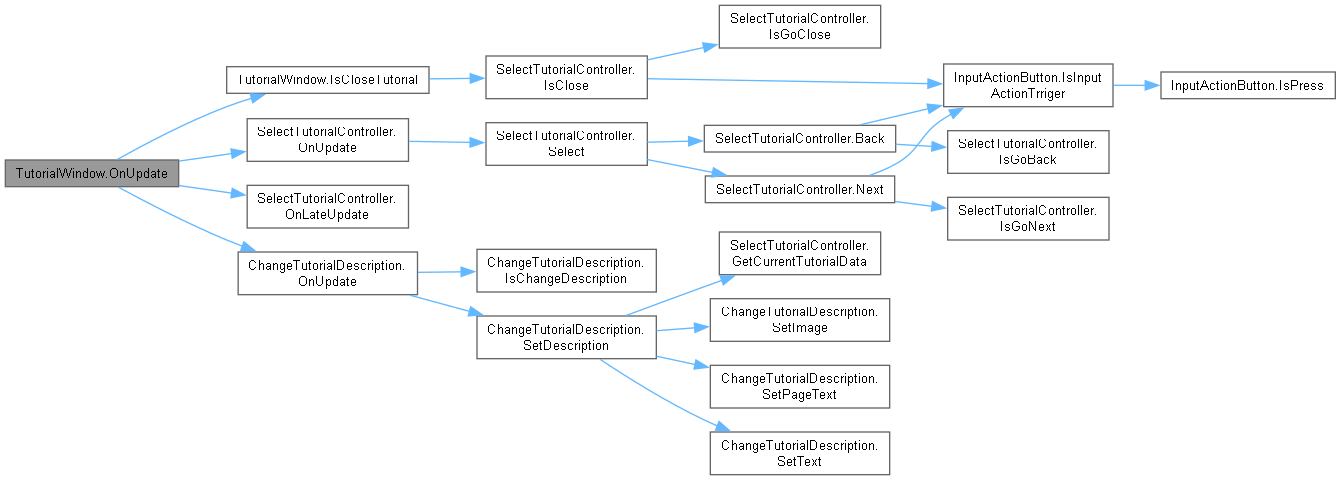 SelectTutorialController.
IsGoClose
TutorialWindow.IsCloseTutorial
SelectTutorialController.
IsClose
InputActionButton.IsInput
ActionTrriger
InputActionButton.IsPress
SelectTutorialController.
OnUpdate
SelectTutorialController.
Select
SelectTutorialController.Back
SelectTutorialController.
IsGoBack
TutorialWindow.OnUpdate
SelectTutorialController.
OnLateUpdate
SelectTutorialController.Next
SelectTutorialController.
IsGoNext
ChangeTutorialDescription.
OnUpdate
ChangeTutorialDescription.
IsChangeDescription
SelectTutorialController.
GetCurrentTutorialData
ChangeTutorialDescription.
SetDescription
ChangeTutorialDescription.
SetImage
ChangeTutorialDescription.
SetPageText
ChangeTutorialDescription.
SetText